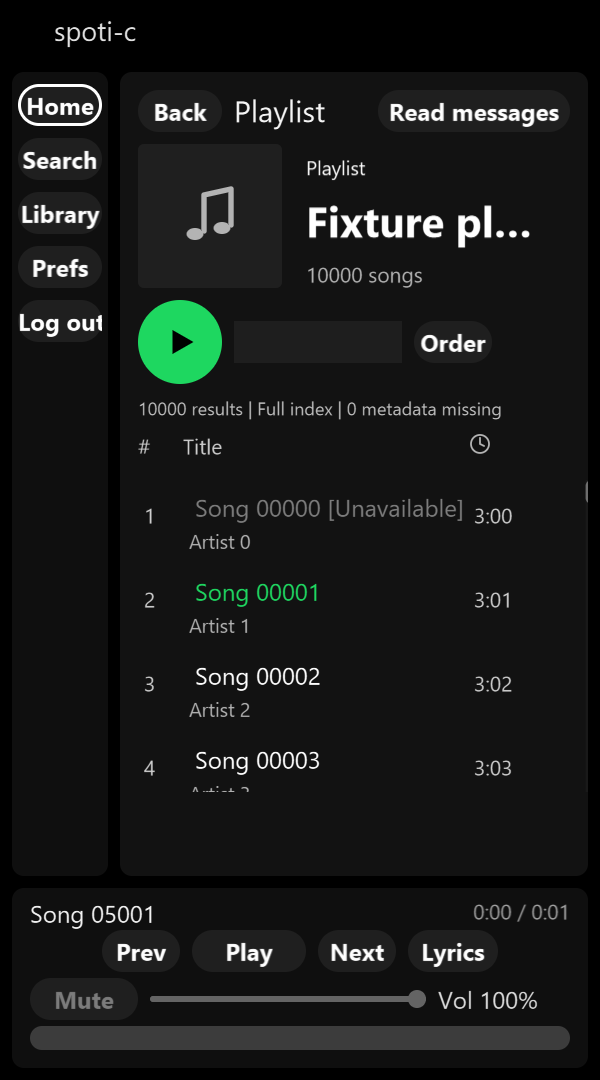 spoti-c
Home
Search
Library
Prefs
Log out
Back Playlist Read messages
Playlist
Fixture pl...
10000 songs
Order
10000 results | Full index | 0 metadata missing
# Title
1 Song 00000 [Unavailable] 3:00
Artist 0
2 Song 00001 3:01
Artist 1
3 Song 00002 3:02
Artist 2
4 Song 00003 3:03
Artist 3
Song 05001 0:00 / 0:01
Prev Play Next Lyrics
Mute Vol 100%